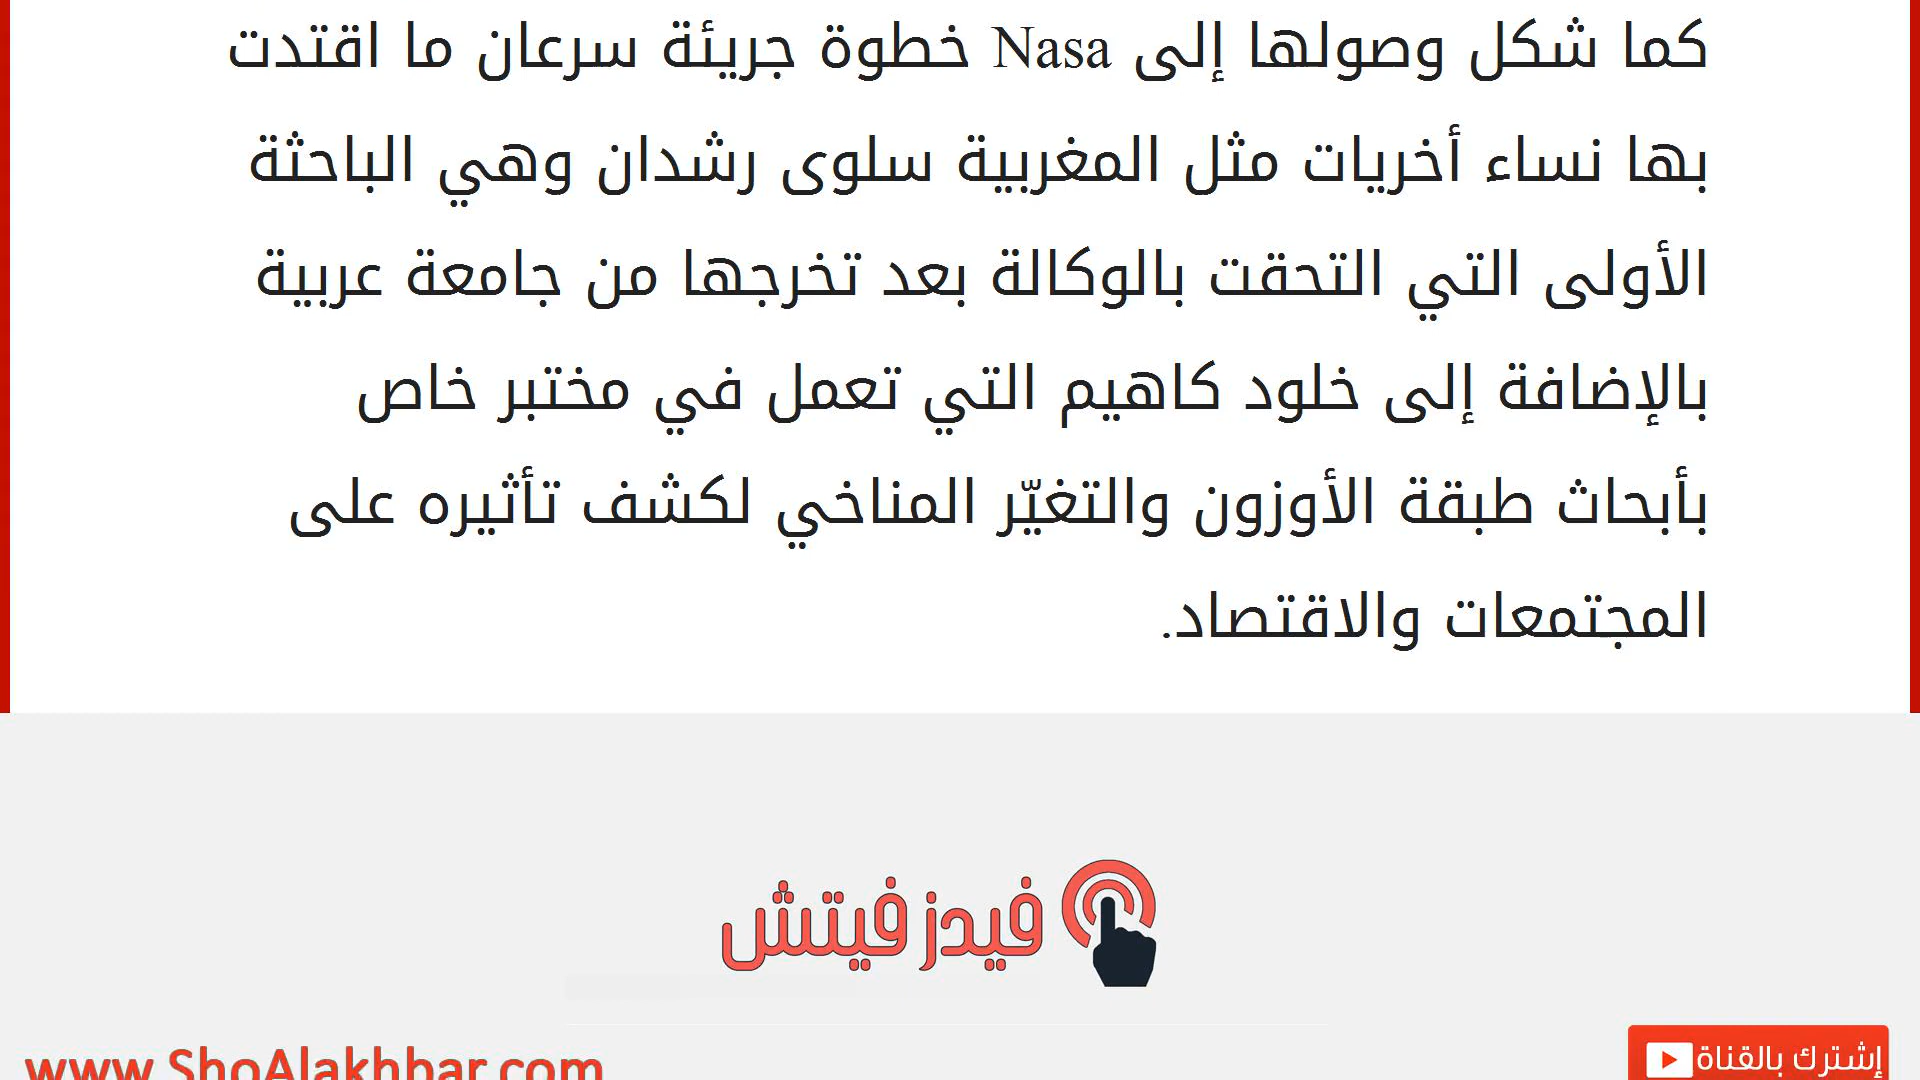 كما شكل وصولها إلى Nasa خطوة جريئة سرعان ما اقتدت
بها نساء أخريات مثل المغربية سلوى رشدان وهي الباحثة
الأولى التي التحقت بالوكالة بعد تخرجها من جامعة عربية
بالإضافة إلى خلود كاهيم التي تعمل في مختبر خاص
بأبحاث طبقة الأوزون والتغيّر المناخي لكشف تأثيره على
المجتمعات والاقتصاد.
فيدز فيتش
www.ShoAlakhbar.com
إشترك بالقناة